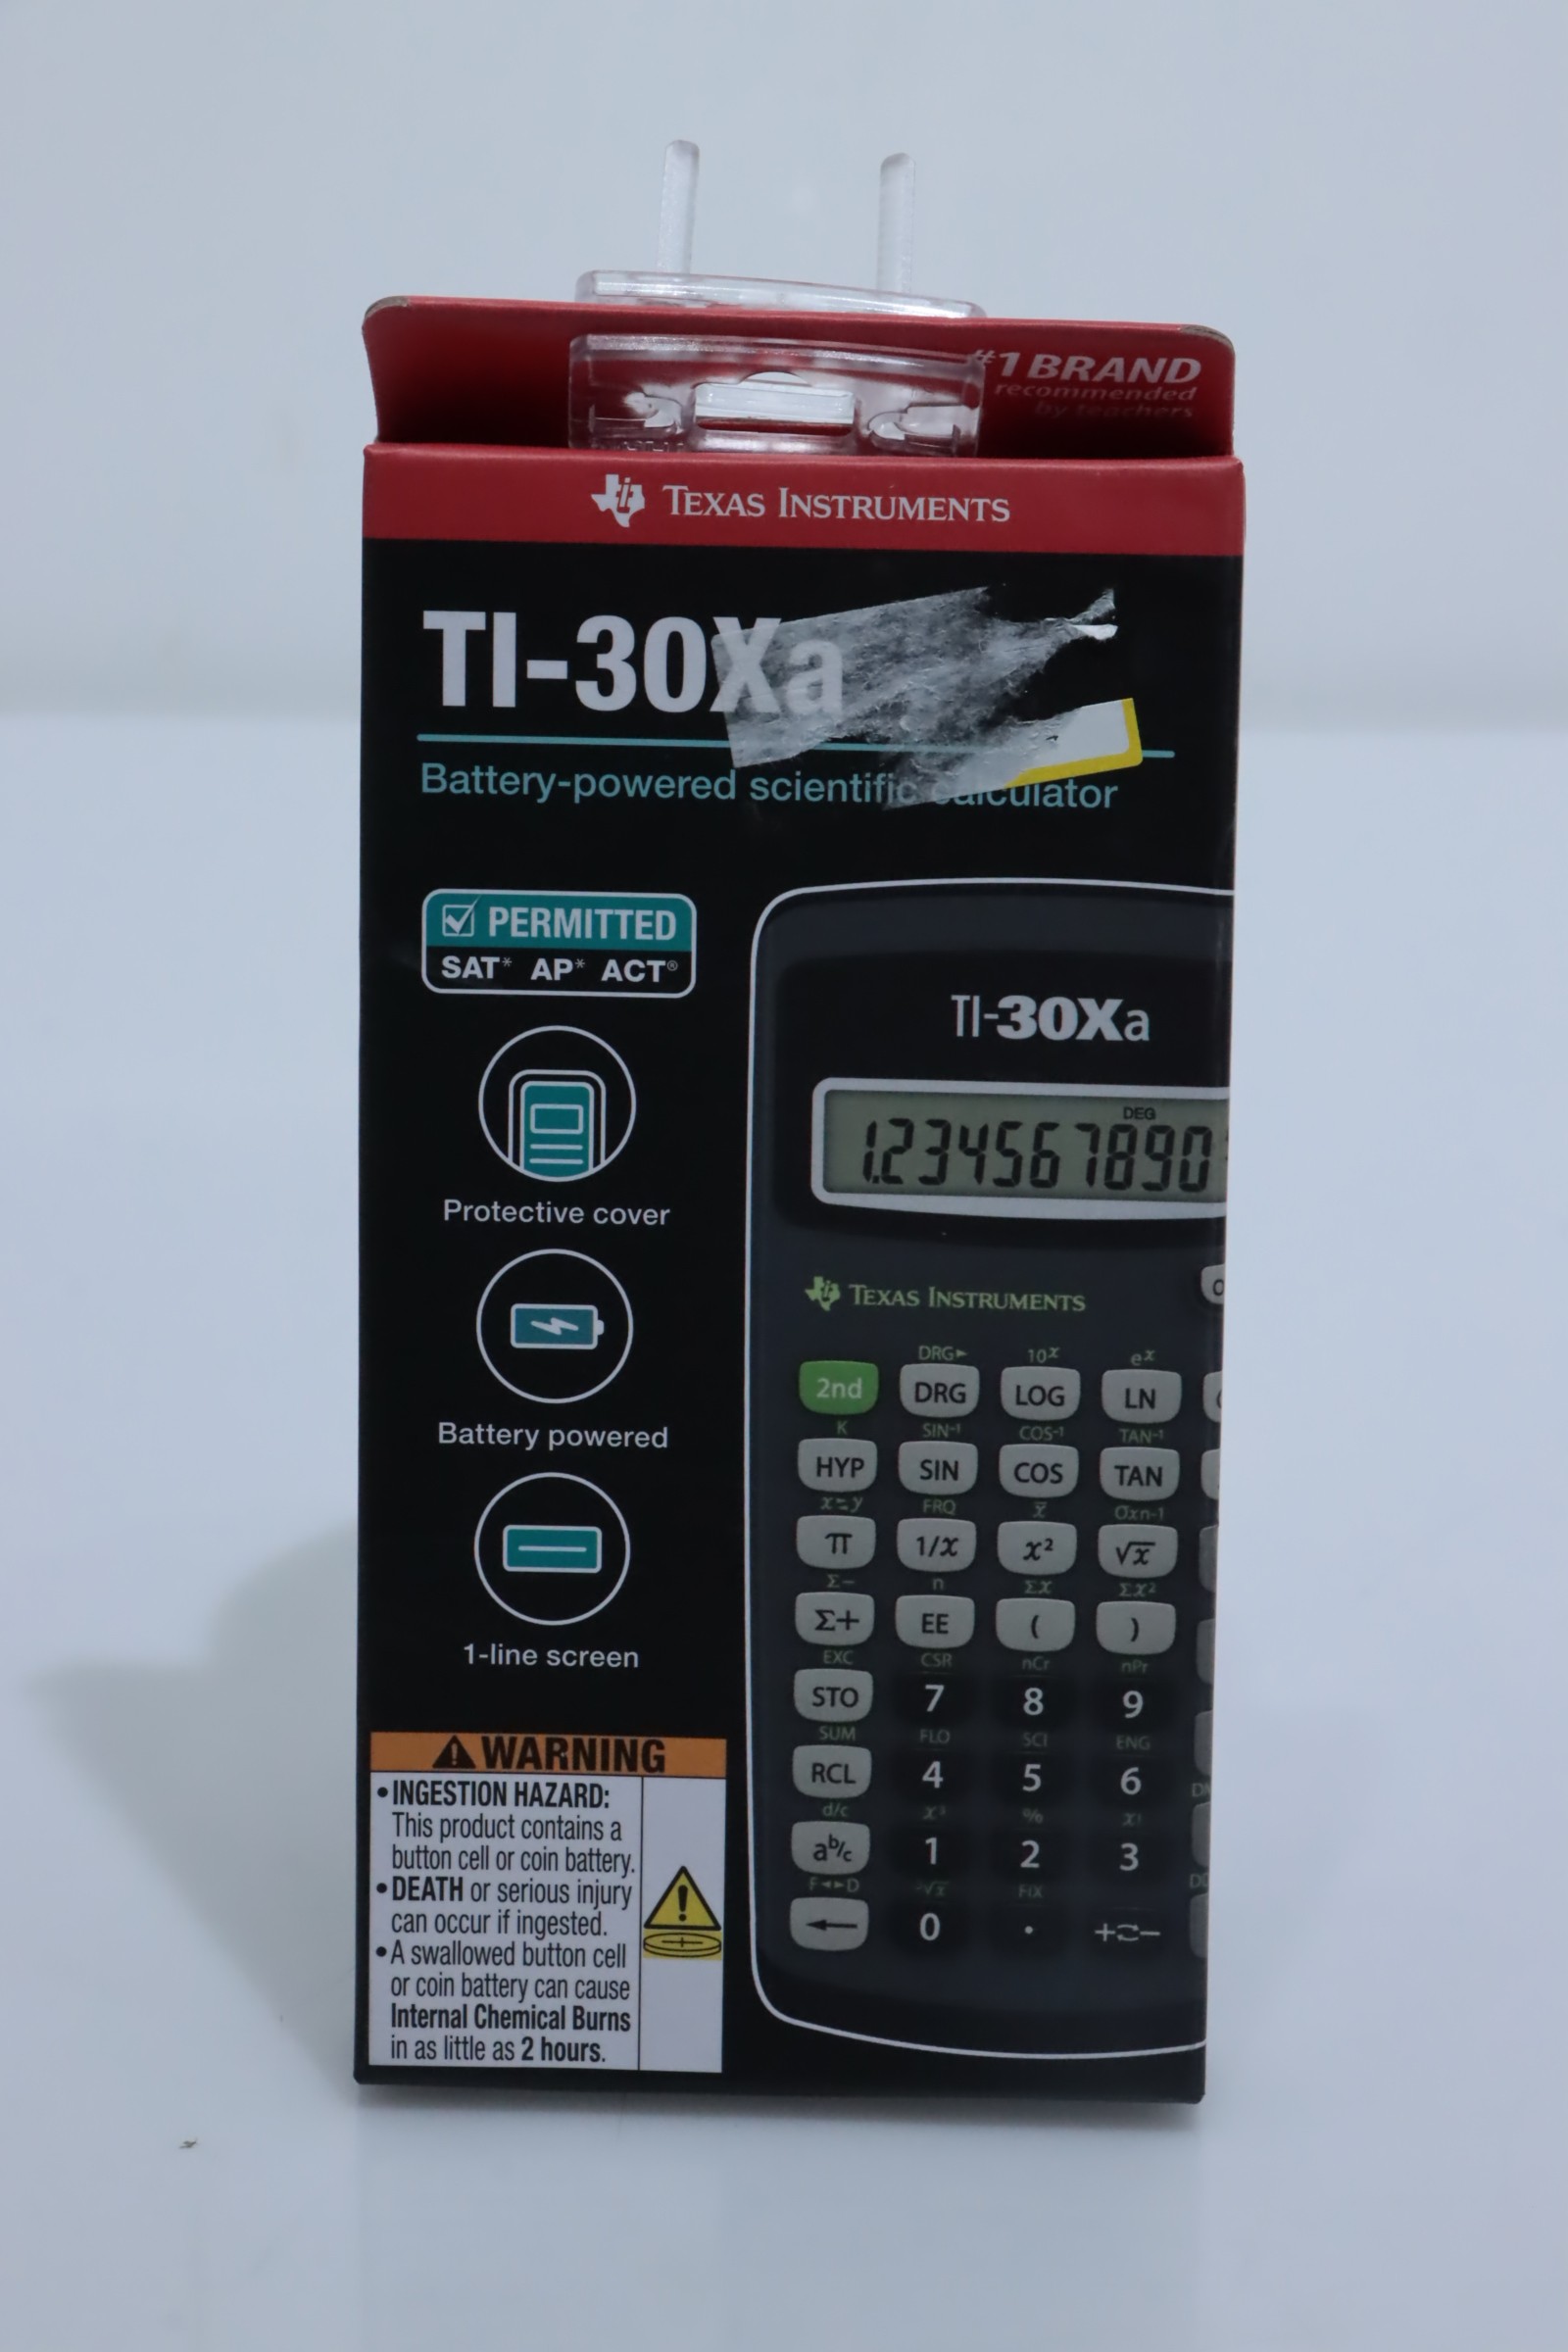 #1 BRAND
recommended
by teachers
TEXAS INSTRUMENTS
TI-30Xa
Battery-powered scientific calculator
PERMITTED
SAT* AP* ACT®
Protective cover
Battery powered
1-line screen
WARNING
• INGESTION HAZARD:
This product contains a
button cell or coin battery.
• DEATH or serious injury
can occur if ingested.
• A swallowed button cell
or coin battery can cause
Internal Chemical Burns
in as little as 2 hours.
TI-30Xa
DEG
1.234567890
TEXAS INSTRUMENTS
DRG► 10ˣ eˣ
2nd DRG LOG LN
K SIN⁻¹ COS⁻¹ TAN⁻¹
HYP SIN COS TAN
x⇆y FRQ x̅ σxn-1
π 1/x x² √x
Σ− n Σx Σx²
Σ+ EE ( )
EXC CSR nCr nPr
STO 7 8 9
SUM FLO SCI ENG
RCL 4 5 6
d/c x³ % x!
aᵇ/c 1 2 3
F◄►D ³√x FIX
← 0 . +⇆−